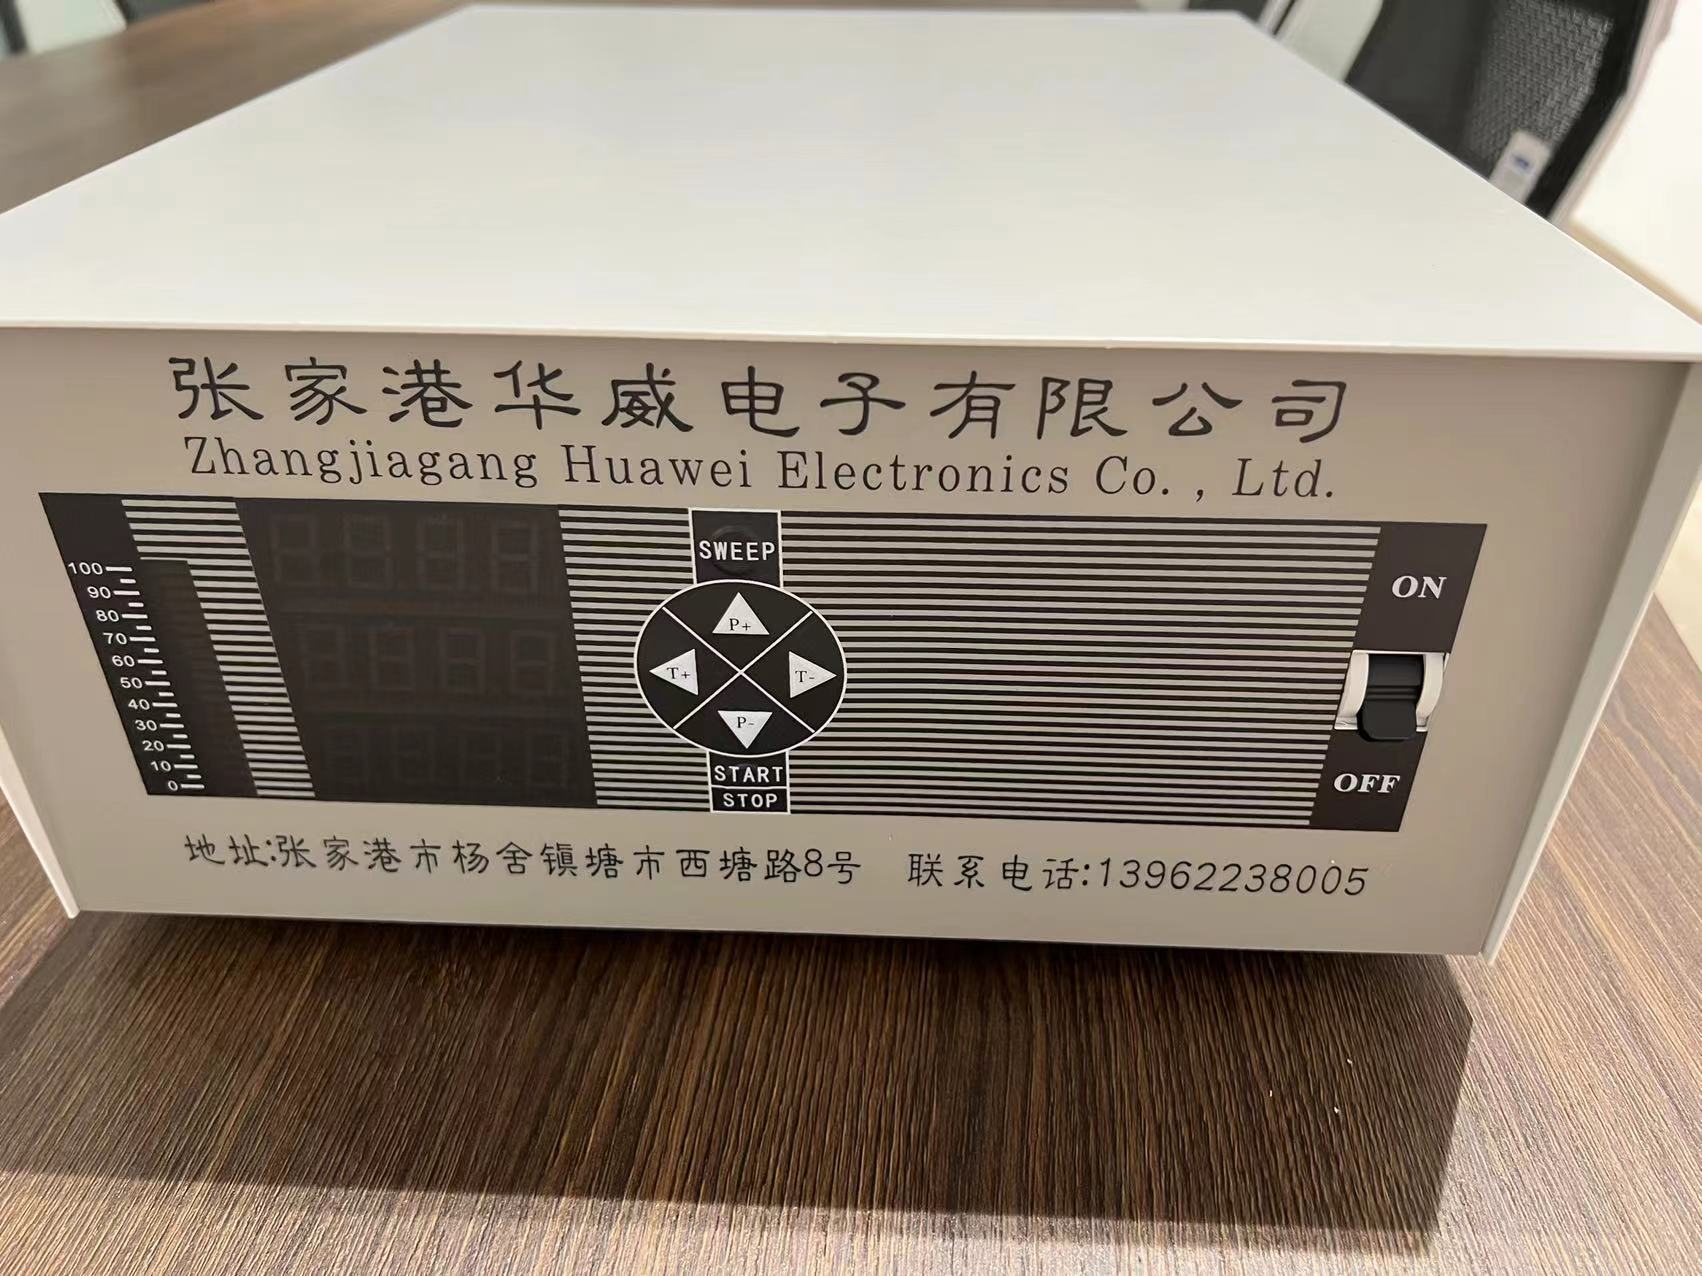 张家港华威电子有限公司
Zhangjiagang Huawei Electronics Co., Ltd.
SWEEP
ON
100
90
80
70
60
50
40
30
20
10
0
P+
T+
T-
P-
START
STOP
OFF
地址:张家港市杨舍镇塘市西塘路8号 联系电话:13962238005